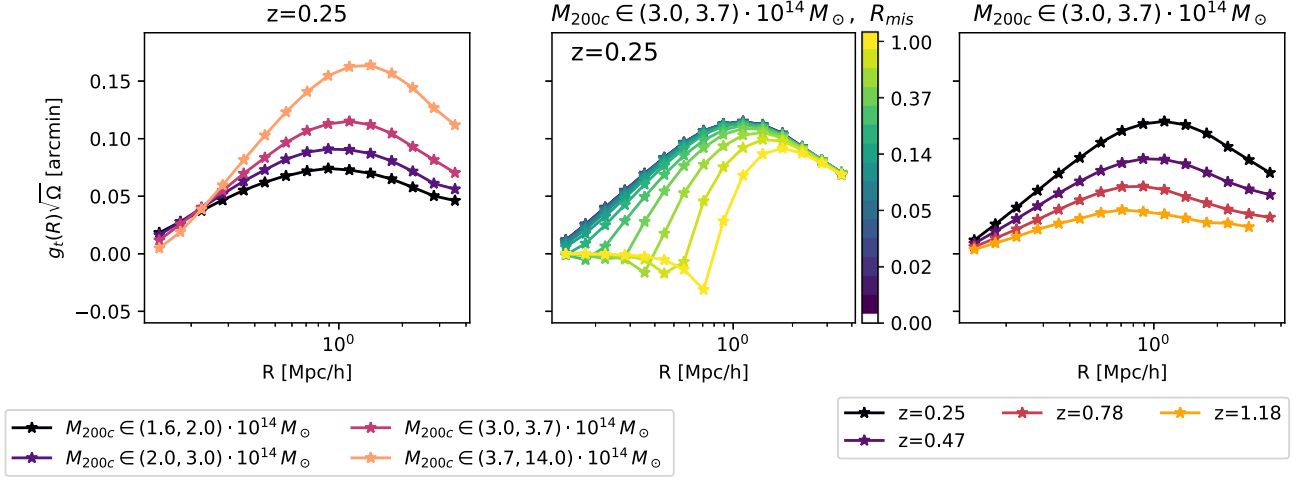 z=0.25
M200c ∈ (3.0, 3.7) · 10^14 M⊙, Rmis
M200c ∈ (3.0, 3.7) · 10^14 M⊙
gt(R)√Ω [arcmin]
0.15
0.10
0.05
0.00
−0.05
10^0
R [Mpc/h]
z=0.25
10^0
R [Mpc/h]
1.00
0.37
0.14
0.05
0.02
0.00
10^0
R [Mpc/h]
M200c ∈ (1.6, 2.0) · 10^14 M⊙
M200c ∈ (3.0, 3.7) · 10^14 M⊙
M200c ∈ (2.0, 3.0) · 10^14 M⊙
M200c ∈ (3.7, 14.0) · 10^14 M⊙
z=0.25
z=0.78
z=1.18
z=0.47